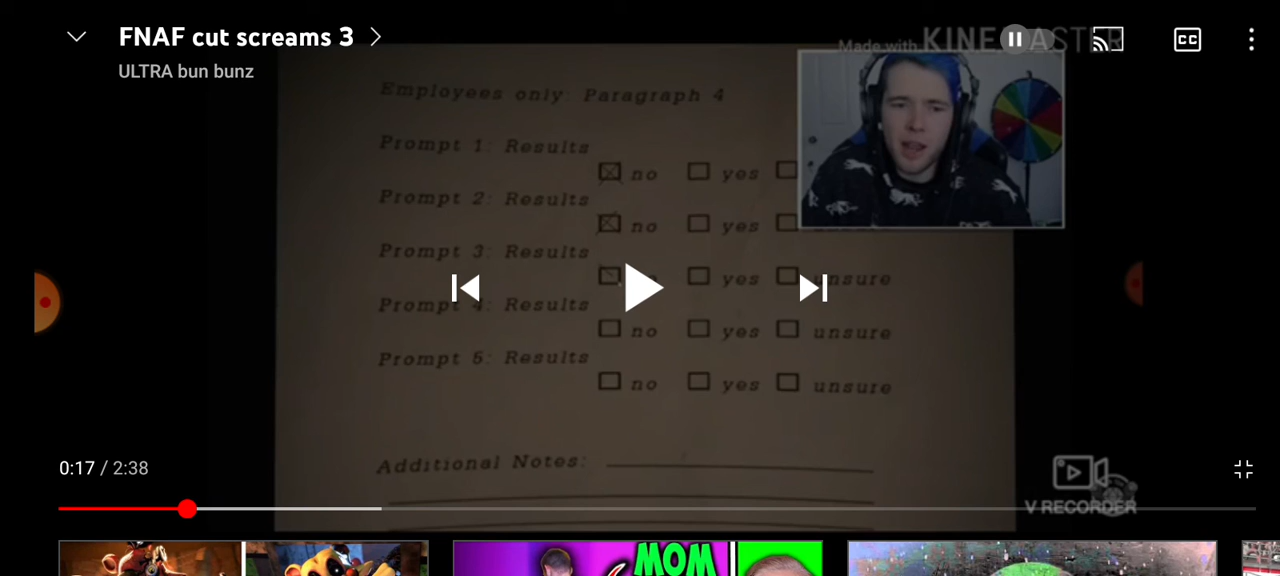 FNAF cut screams 3
ULTRA bun bunz
Made with KINEMASTER
CC
Employees only: Paragraph 4
Prompt 1: Results
no yes
Prompt 2: Results
no yes
Prompt 3: Results
yes unsure
Prompt 4: Results
no yes unsure
Prompt 5: Results
no yes unsure
Additional Notes:
0:17 / 2:38
V RECORDER
MOM